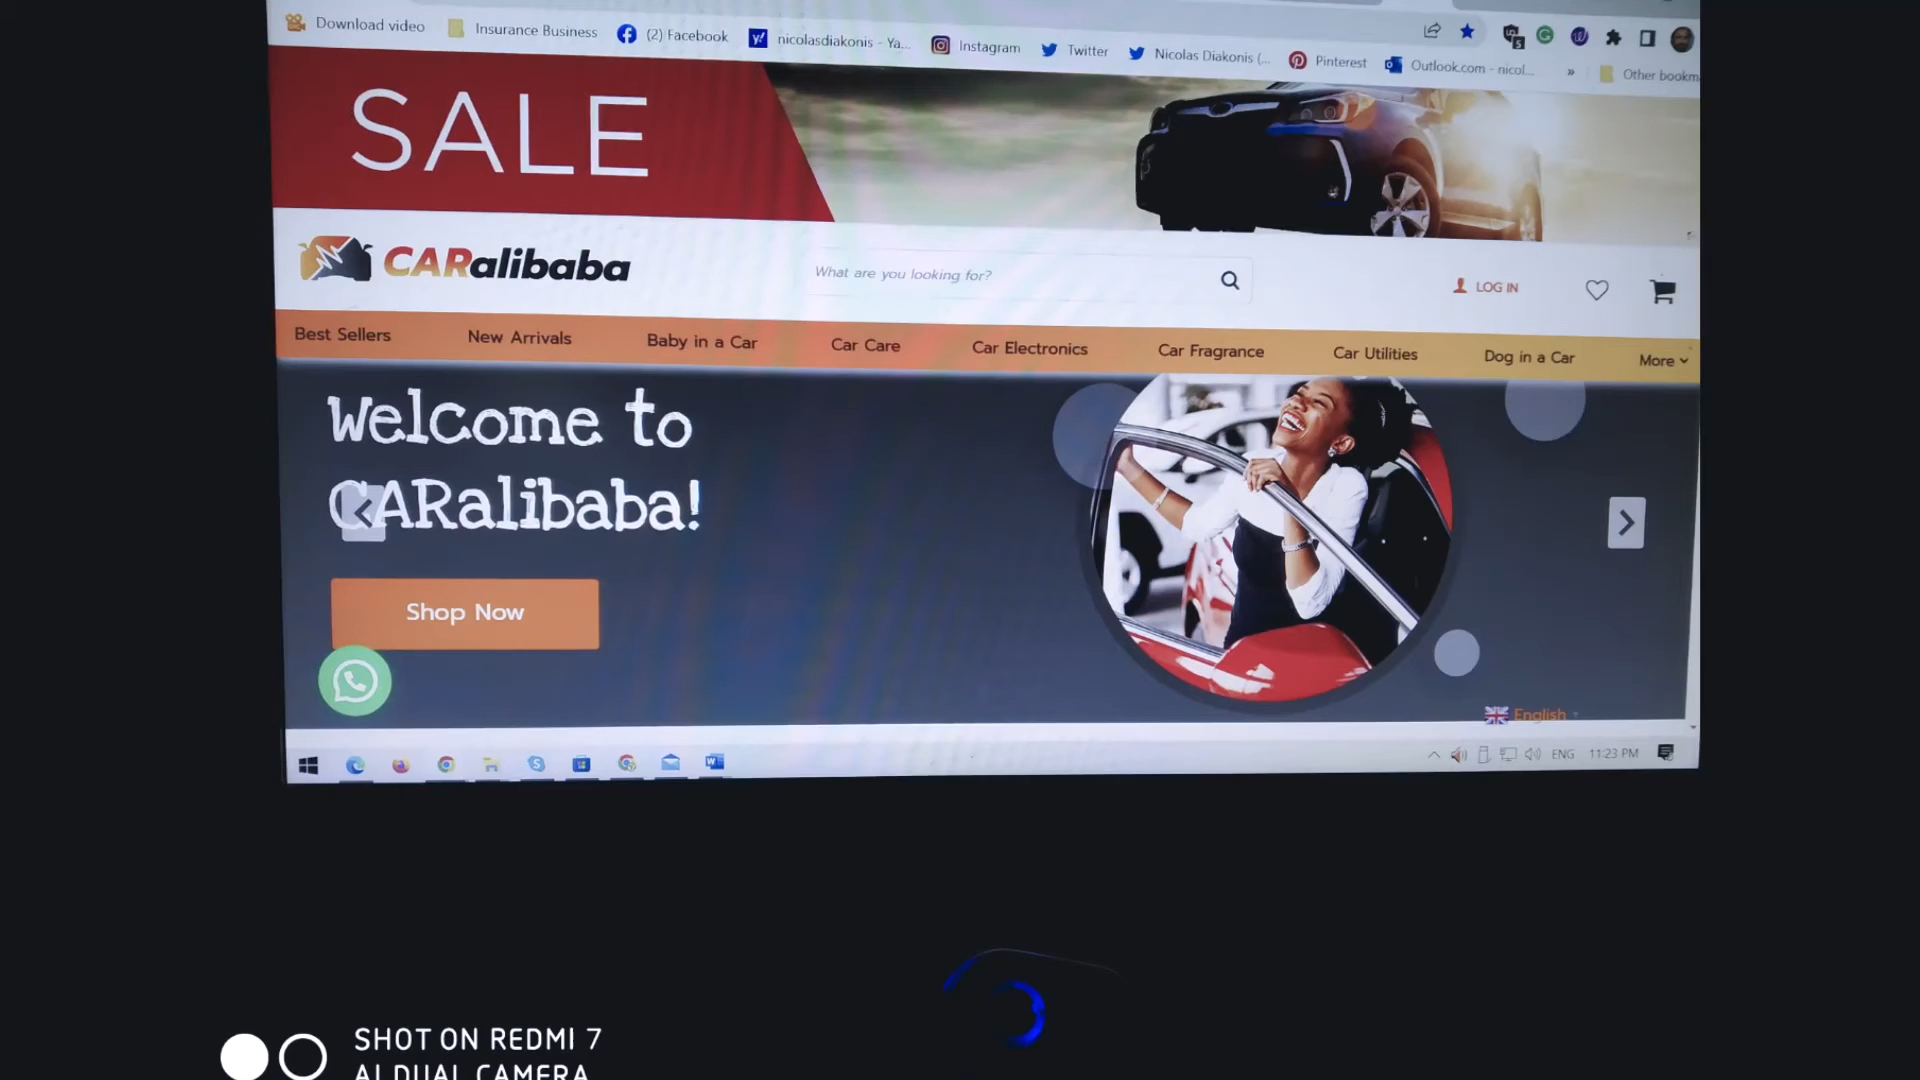 Download video
Insurance Business
(2) Facebook
nicolasdiakonis - Ya...
Instagram
Twitter
Nicolas Diakonis (...
Pinterest
Outlook.com - nicol...
»
Other bookm
SALE
CARalibaba
What are you looking for?
LOG IN
Best Sellers
New Arrivals
Baby in a Car
Car Care
Car Electronics
Car Fragrance
Car Utilities
Dog in a Car
More
Welcome to
CARalibaba!
Shop Now
English
ENG
11:23 PM
SHOT ON REDMI 7
AI DUAL CAMERA